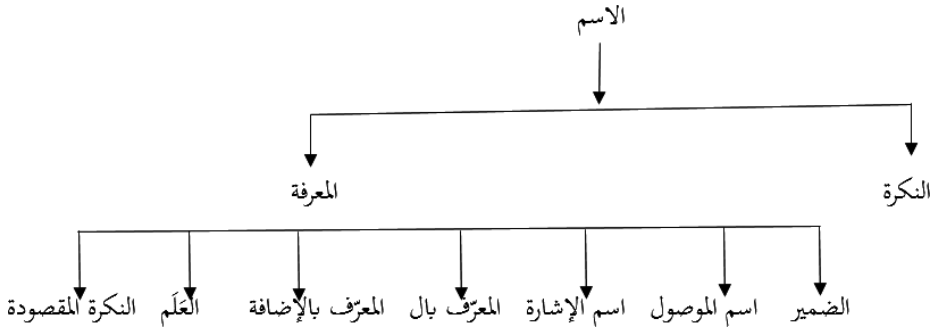 الاسم
النكرة المعرفة
الضمير اسم الموصول اسم الإشارة المعرّف بال المعرّف بالإضافة العَلَم النكرة المقصودة